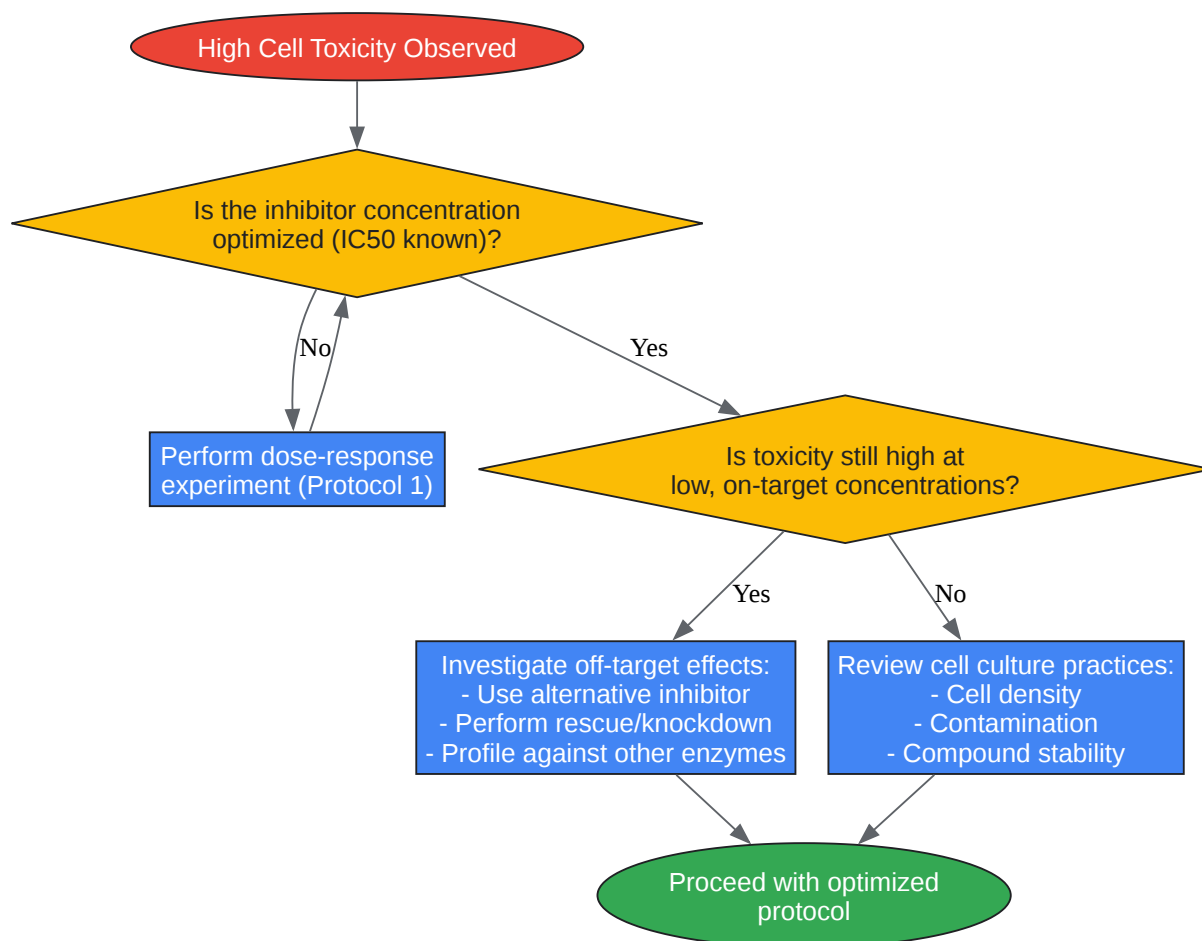 High Cell Toxicity Observed
Is the inhibitor concentration
optimized (IC50 known)?
No
Yes
Perform dose-response
experiment (Protocol 1)
Is toxicity still high at
low, on-target concentrations?
Yes
No
Investigate off-target effects:
- Use alternative inhibitor
- Perform rescue/knockdown
- Profile against other enzymes
Review cell culture practices:
- Cell density
- Contamination
- Compound stability
Proceed with optimized
protocol